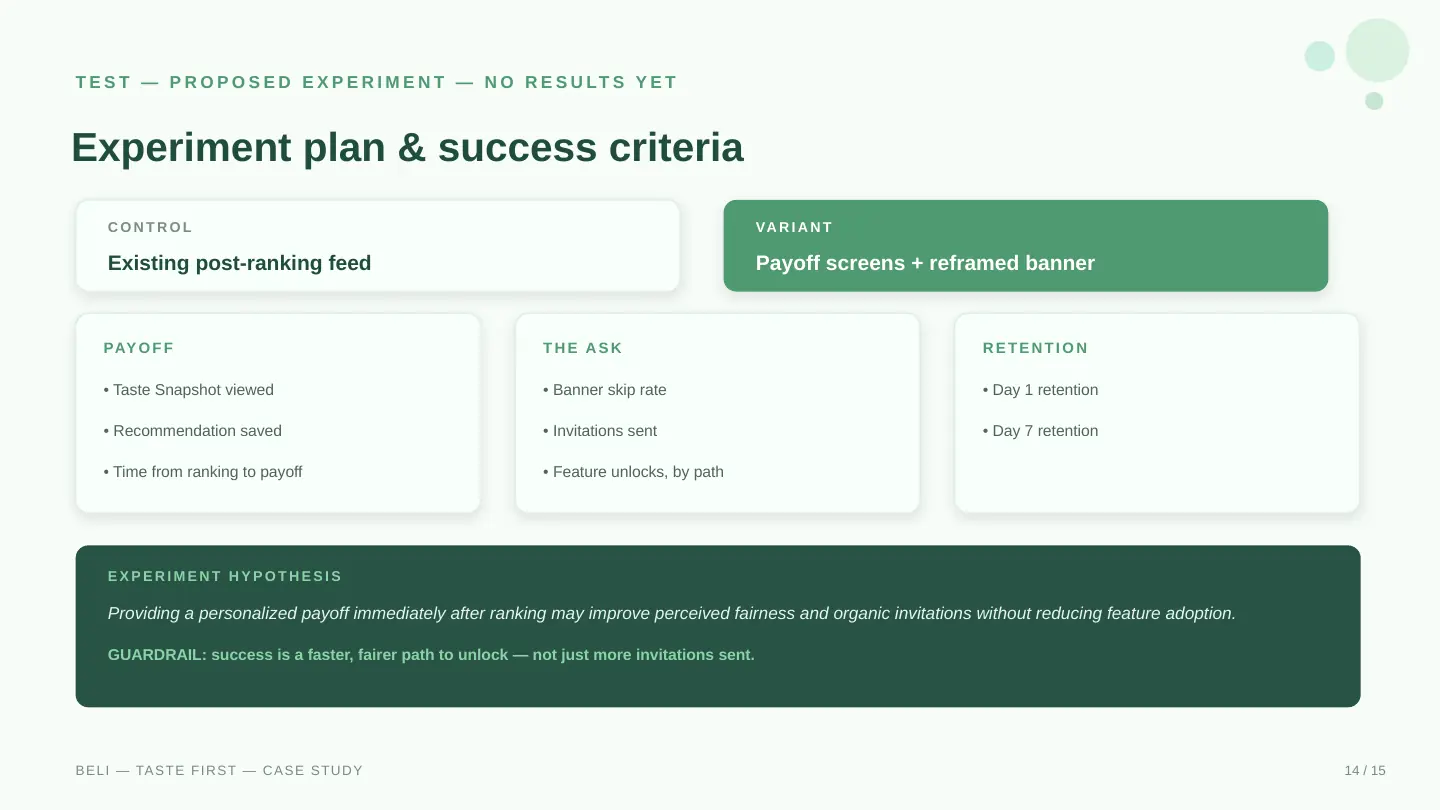 TEST — PROPOSED EXPERIMENT — NO RESULTS YET
Experiment plan & success criteria
CONTROL
Existing post-ranking feed
VARIANT
Payoff screens + reframed banner
PAYOFF
• Taste Snapshot viewed
• Recommendation saved
• Time from ranking to payoff
THE ASK
• Banner skip rate
• Invitations sent
• Feature unlocks, by path
RETENTION
• Day 1 retention
• Day 7 retention
EXPERIMENT HYPOTHESIS
Providing a personalized payoff immediately after ranking may improve perceived fairness and organic invitations without reducing feature adoption.
GUARDRAIL: success is a faster, fairer path to unlock — not just more invitations sent.
BELI — TASTE FIRST — CASE STUDY
14 / 15